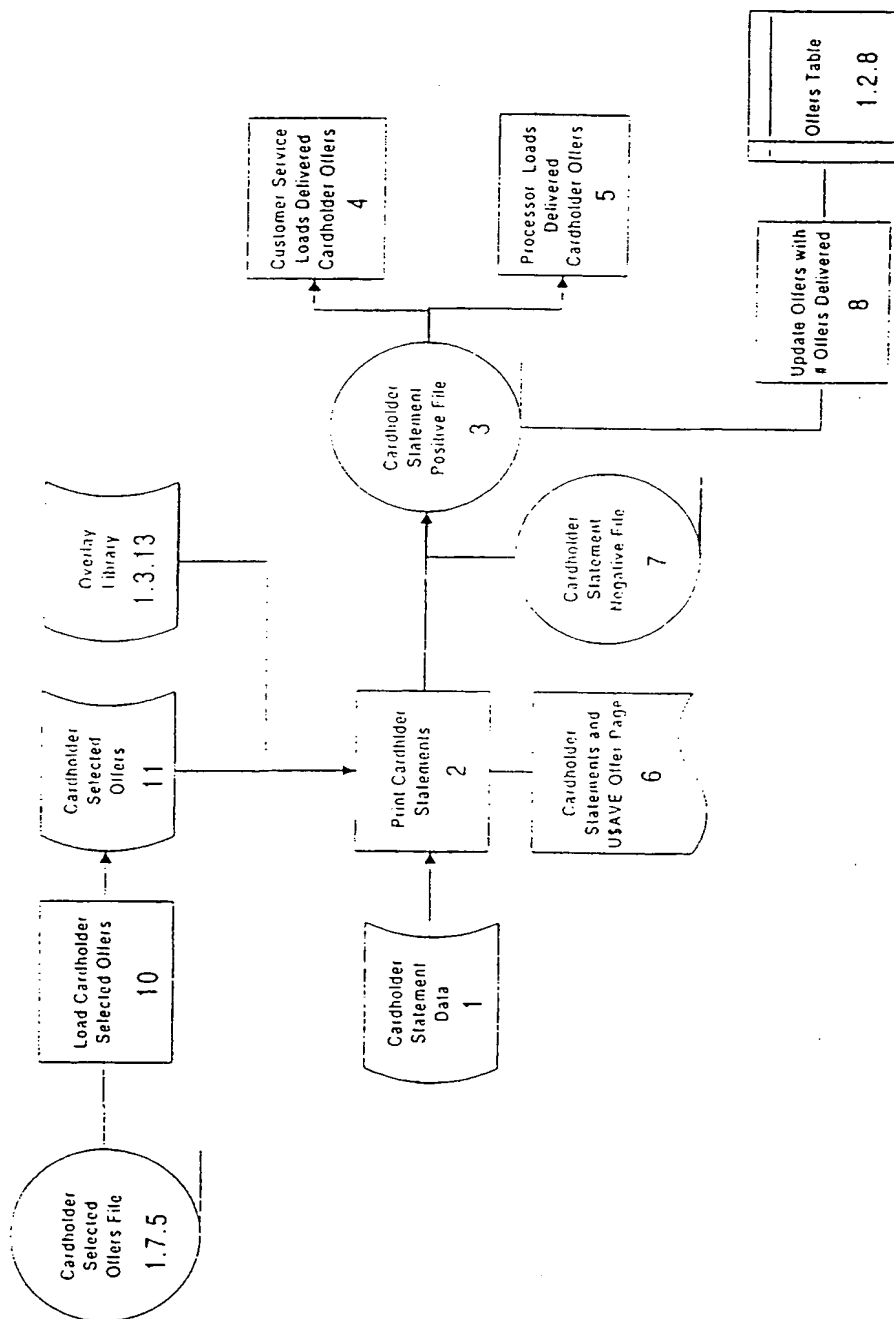 Cardholder
Selected
Offers File
1.7.5
Load Cardholder
Selected Offers
10
Cardholder
Selected
Offers
11
Overlay
Library
1.3.13
Cardholder
Statement
Data
1
Print Cardhlder
Statements
2
Cardholder
Statements and
U$AVE Offer Page
6
Cardholder
Statement
Positive File
3
Cardholder
Statement
Negative File
7
Customer Service
Loads Delivered
Cardholder Offers
4
Processor Loads
Delivered
Cardholder Offers
5
Update Offers with
# Offers Delivered
8
Offers Table
1.2.8